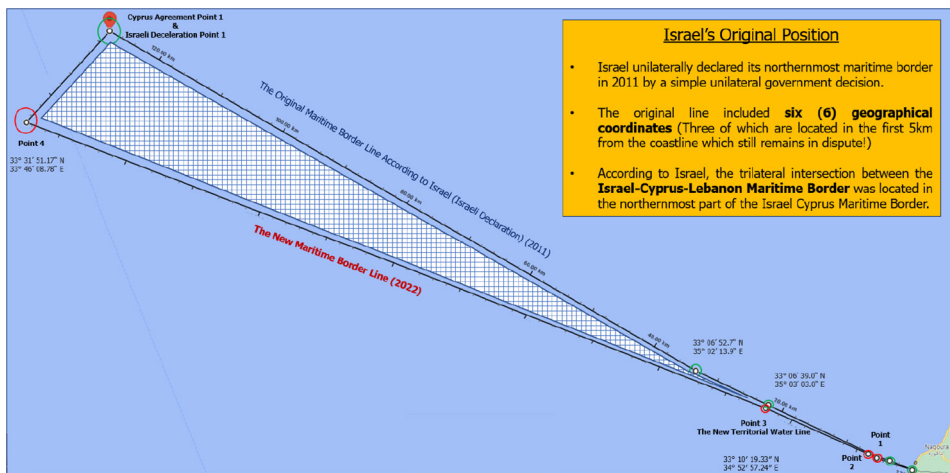 Cyprus Agreement Point 1
&
Israeli Deceleration Point 1
120.00 km
The Original Maritime Border Line According to Israel (Israeli Declaration) (2011)
100.00 km
80.00 km
60.00 km
40.00 km
20.00 km
Point 4
33° 31' 51.17" N
33° 46' 08.78" E
The New Maritime Border Line (2022)
Israel's Original Position
• Israel unilaterally declared its northernmost maritime border
in 2011 by a simple unilateral government decision.
• The original line included six (6) geographical
coordinates (Three of which are located in the first 5km
from the coastline which still remains in dispute!)
• According to Israel, the trilateral intersection between the
Israel-Cyprus-Lebanon Maritime Border was located in
the northernmost part of the Israel Cyprus Maritime Border.
33° 06' 52.7" N
35° 02' 13.9" E
33° 06' 39.0" N
35° 03' 03.0" E
Point 3
The New Territorial Water Line
Point
1
Point
2
33° 10' 19.33" N
34° 52' 57.24" E
Naqoura